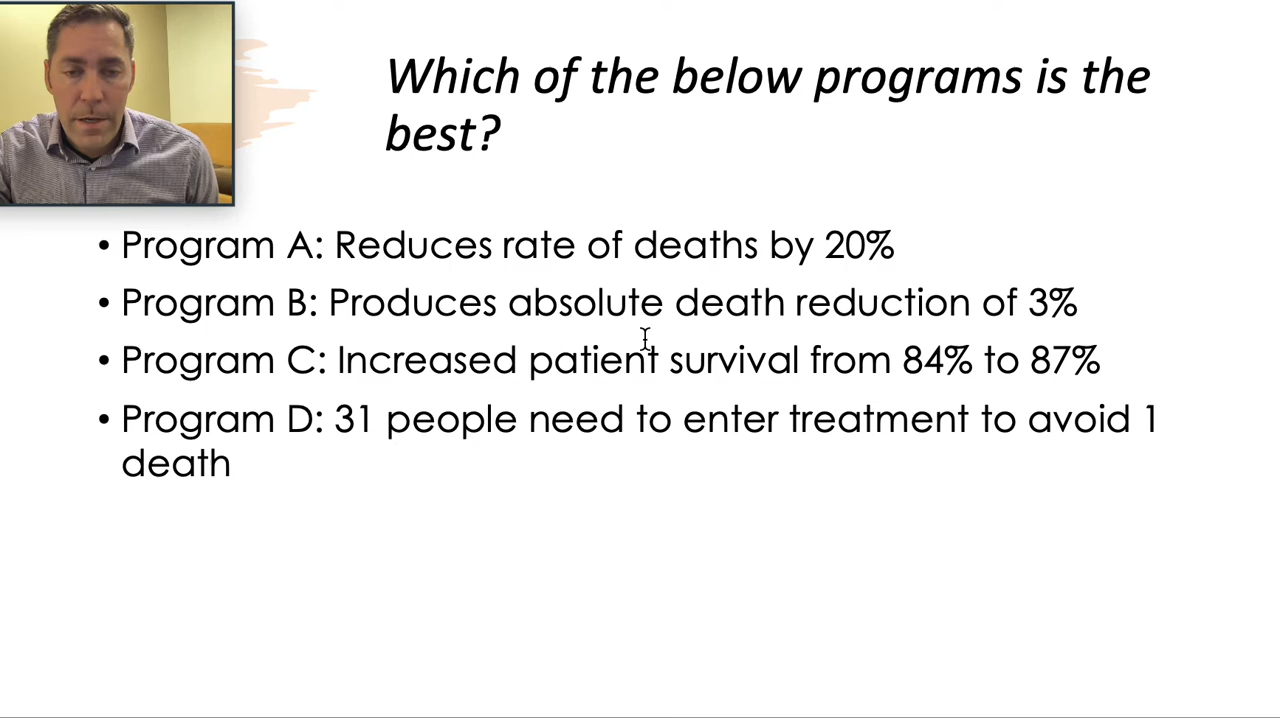 Which of the below programs is the
best?
• Program A: Reduces rate of deaths by 20%
• Program B: Produces absolute death reduction of 3%
• Program C: Increased patient survival from 84% to 87%
• Program D: 31 people need to enter treatment to avoid 1
death